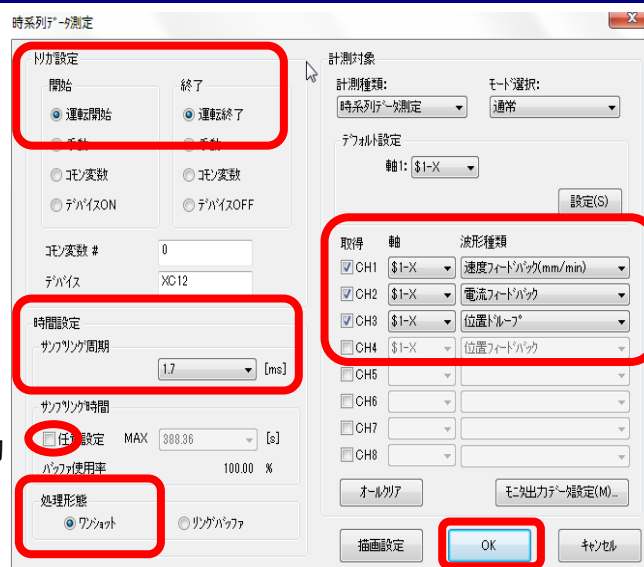 時系列ﾃﾞｰﾀ測定
ﾄﾘｶﾞ設定
開始
終了
運転開始
運転終了
手動
手動
ｺﾓﾝ変数
ｺﾓﾝ変数
ﾃﾞﾊﾞｲｽON
ﾃﾞﾊﾞｲｽOFF
ｺﾓﾝ変数 #
0
ﾃﾞﾊﾞｲｽ
XC12
時間設定
ｻﾝﾌﾟﾘﾝｸﾞ周期
1.7
[ms]
ｻﾝﾌﾟﾘﾝｸﾞ時間
任意設定 MAX 388.36 [s]
ﾊﾞｯﾌｧ使用率 100.00 %
処理形態
ﾜﾝｼｮｯﾄ
ﾘﾝｸﾞﾊﾞｯﾌｧ
計測対象
計測種類:
ﾓｰﾄﾞ選択:
時系列ﾃﾞｰﾀ測定
通常
ﾃﾞﾌｫﾙﾄ設定
軸1: $1-X
設定(S)
取得 軸 波形種類
CH1 $1-X 速度ﾌｨｰﾄﾞﾊﾞｯｸ(mm/min)
CH2 $1-X 電流ﾌｨｰﾄﾞﾊﾞｯｸ
CH3 $1-X 位置ﾄﾞﾙｰﾌﾟ
CH4 $1-X 位置ﾌｨｰﾄﾞﾊﾞｯｸ
CH5
CH6
CH7
CH8
ｵｰﾙｸﾘｱ
ﾓﾆﾀ出力ﾃﾞｰﾀ設定(M)...
描画設定
OK
ｷｬﾝｾﾙ